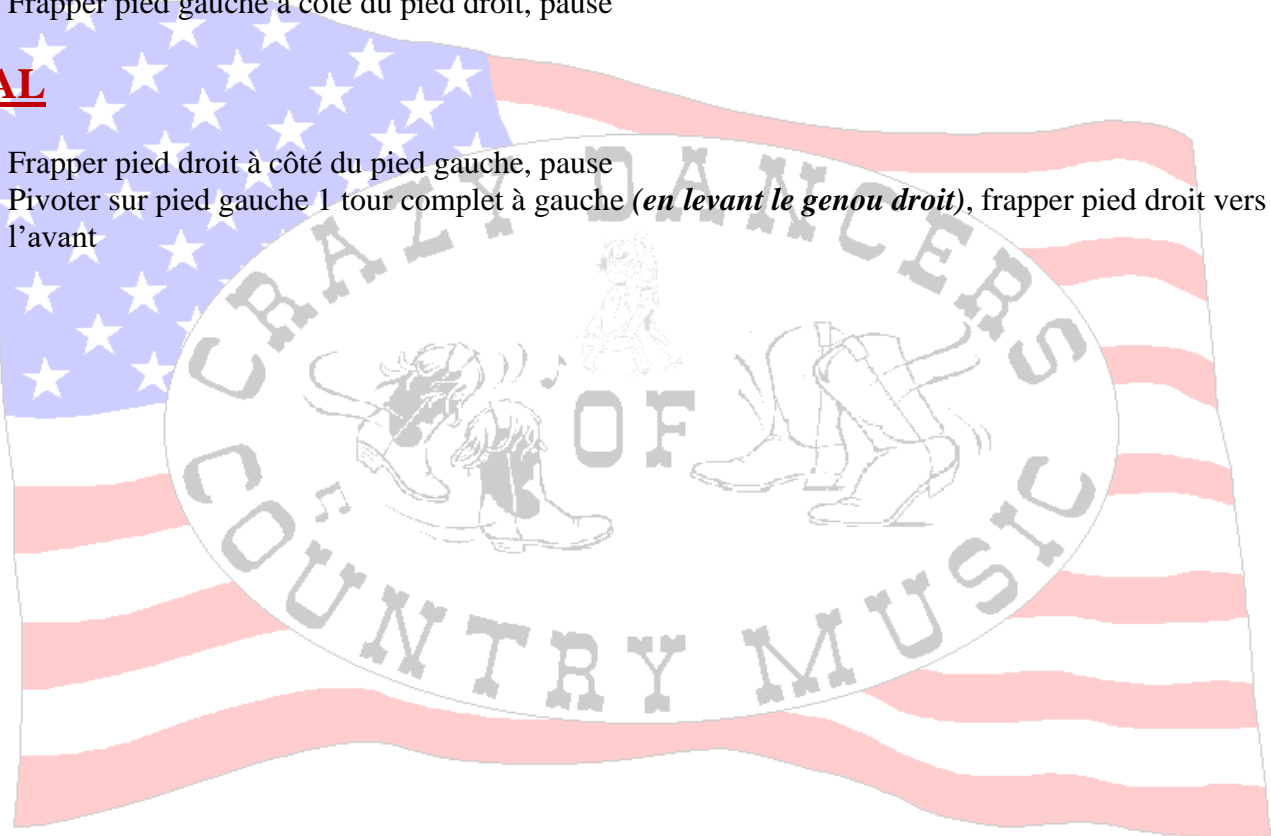 Frapper pied gauche à côté du pied droit, pause
AL
Frapper pied droit à côté du pied gauche, pause
Pivoter sur pied gauche 1 tour complet à gauche (en levant le genou droit), frapper pied droit vers
l’avant
CRAZY DANCERS
OF
COUNTRY MUSIC